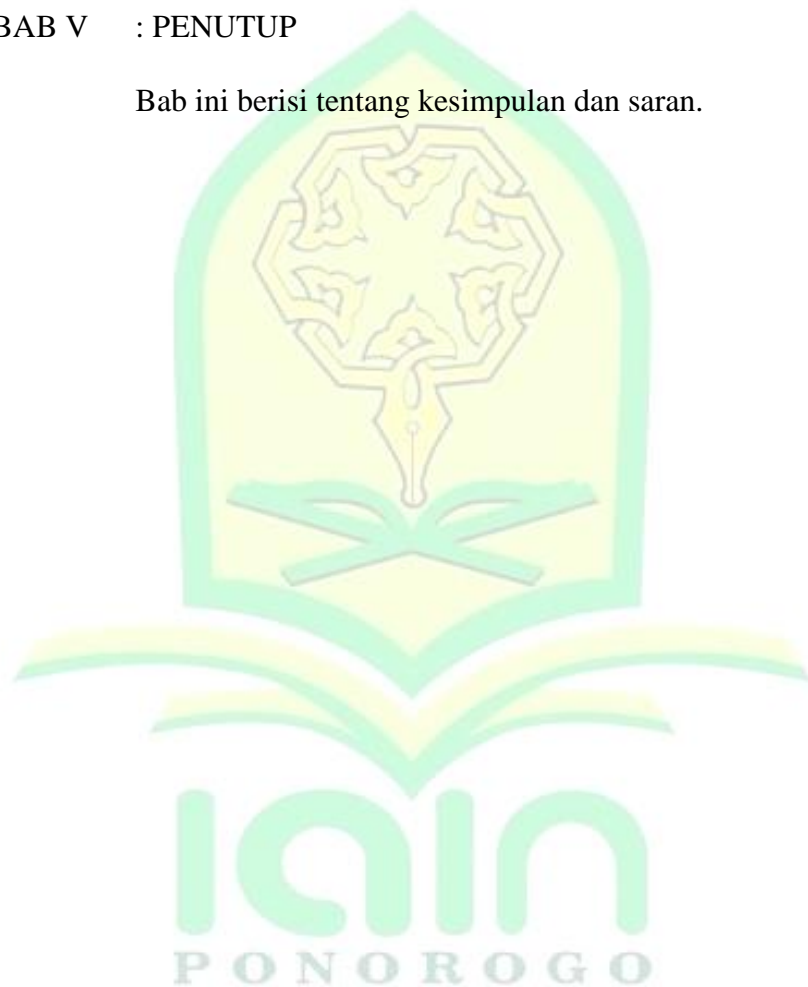 BAB V : PENUTUP
Bab ini berisi tentang kesimpulan dan saran.
iain
PONOROGO